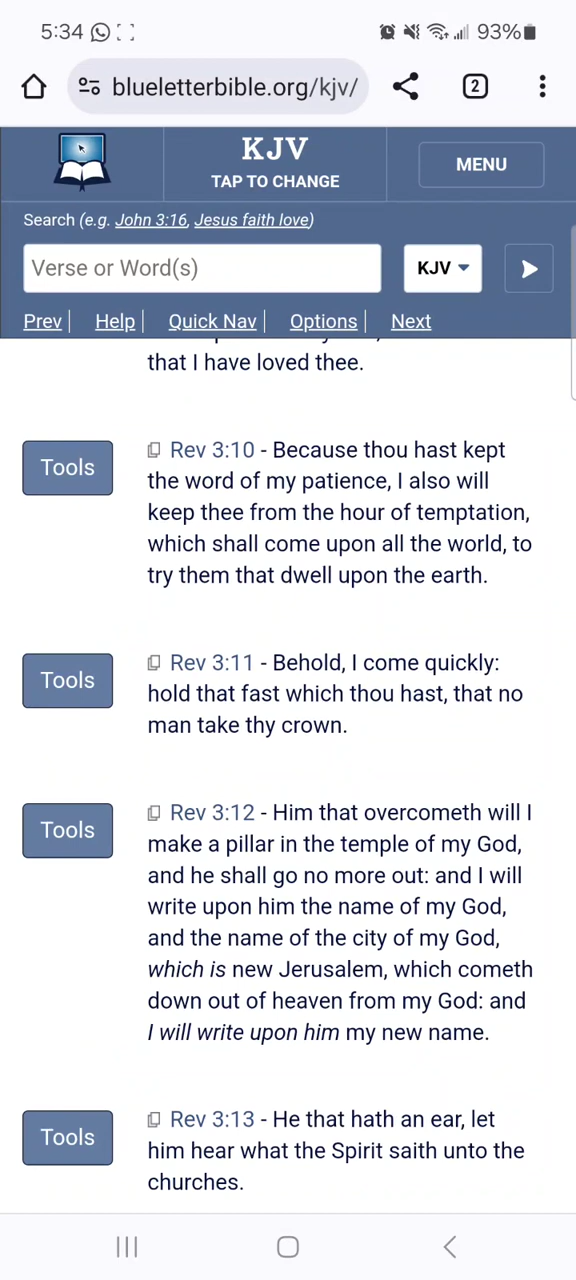 5:34 93%
blueletterbible.org/kjv/ 2
KJV
TAP TO CHANGE
MENU
Search (e.g. John 3:16, Jesus faith love)
Verse or Word(s) KJV
Prev| Help| Quick Nav| Options| Next
that I have loved thee.
Tools
Rev 3:10 - Because thou hast kept
the word of my patience, I also will
keep thee from the hour of temptation,
which shall come upon all the world, to
try them that dwell upon the earth.
Tools
Rev 3:11 - Behold, I come quickly:
hold that fast which thou hast, that no
man take thy crown.
Tools
Rev 3:12 - Him that overcometh will I
make a pillar in the temple of my God,
and he shall go no more out: and I will
write upon him the name of my God,
and the name of the city of my God,
which is new Jerusalem, which cometh
down out of heaven from my God: and
I will write upon him my new name.
Tools
Rev 3:13 - He that hath an ear, let
him hear what the Spirit saith unto the
churches.